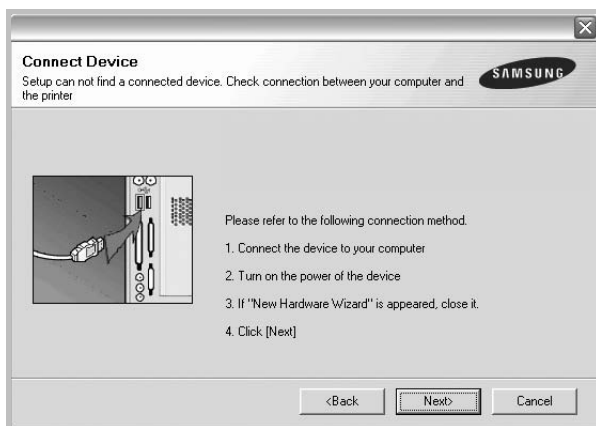 Connect Device
Setup can not find a connected device. Check connection between your computer and
the printer
SAMSUNG
Please refer to the following connection method.
1. Connect the device to your computer
2. Turn on the power of the device
3. If "New Hardware Wizard" is appeared, close it.
4. Click [Next]
<Back
Next>
Cancel